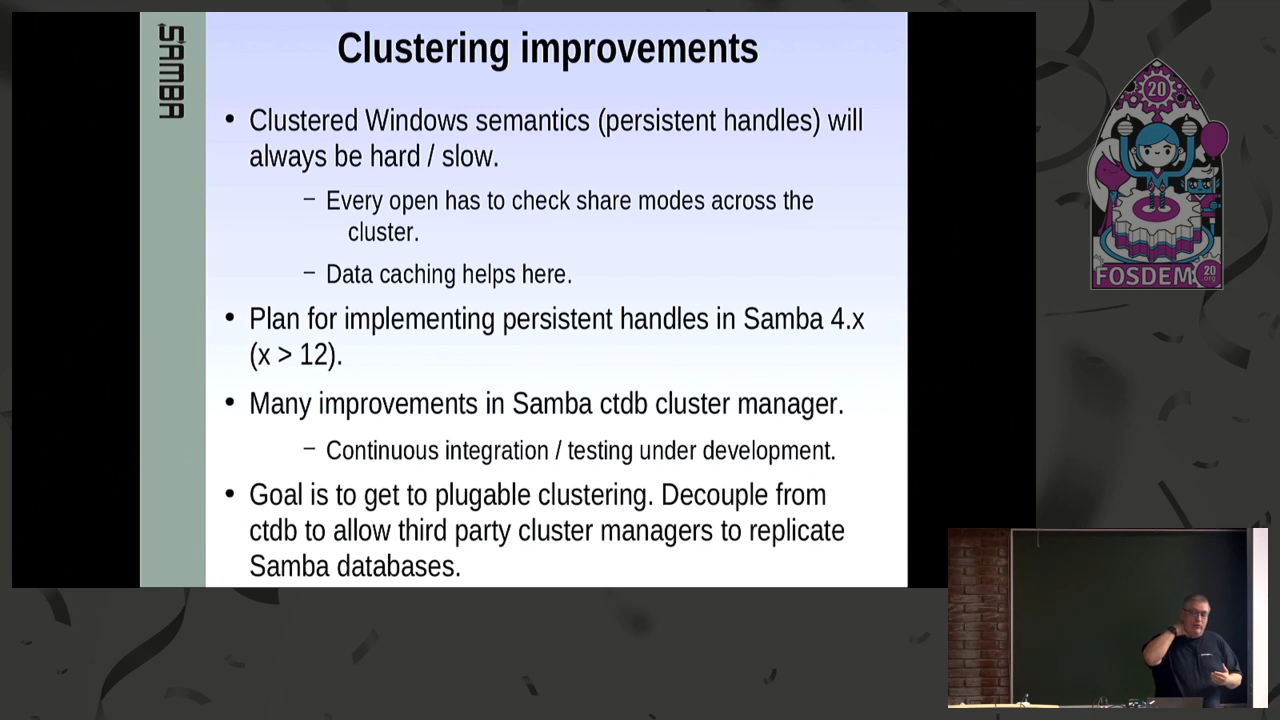 SAMBA
Clustering improvements
• Clustered Windows semantics (persistent handles) will
always be hard / slow.
– Every open has to check share modes across the
cluster.
– Data caching helps here.
• Plan for implementing persistent handles in Samba 4.x
(x > 12).
• Many improvements in Samba ctdb cluster manager.
– Continuous integration / testing under development.
• Goal is to get to plugable clustering. Decouple from
ctdb to allow third party cluster managers to replicate
Samba databases.
20
FOSDEM
20
.org